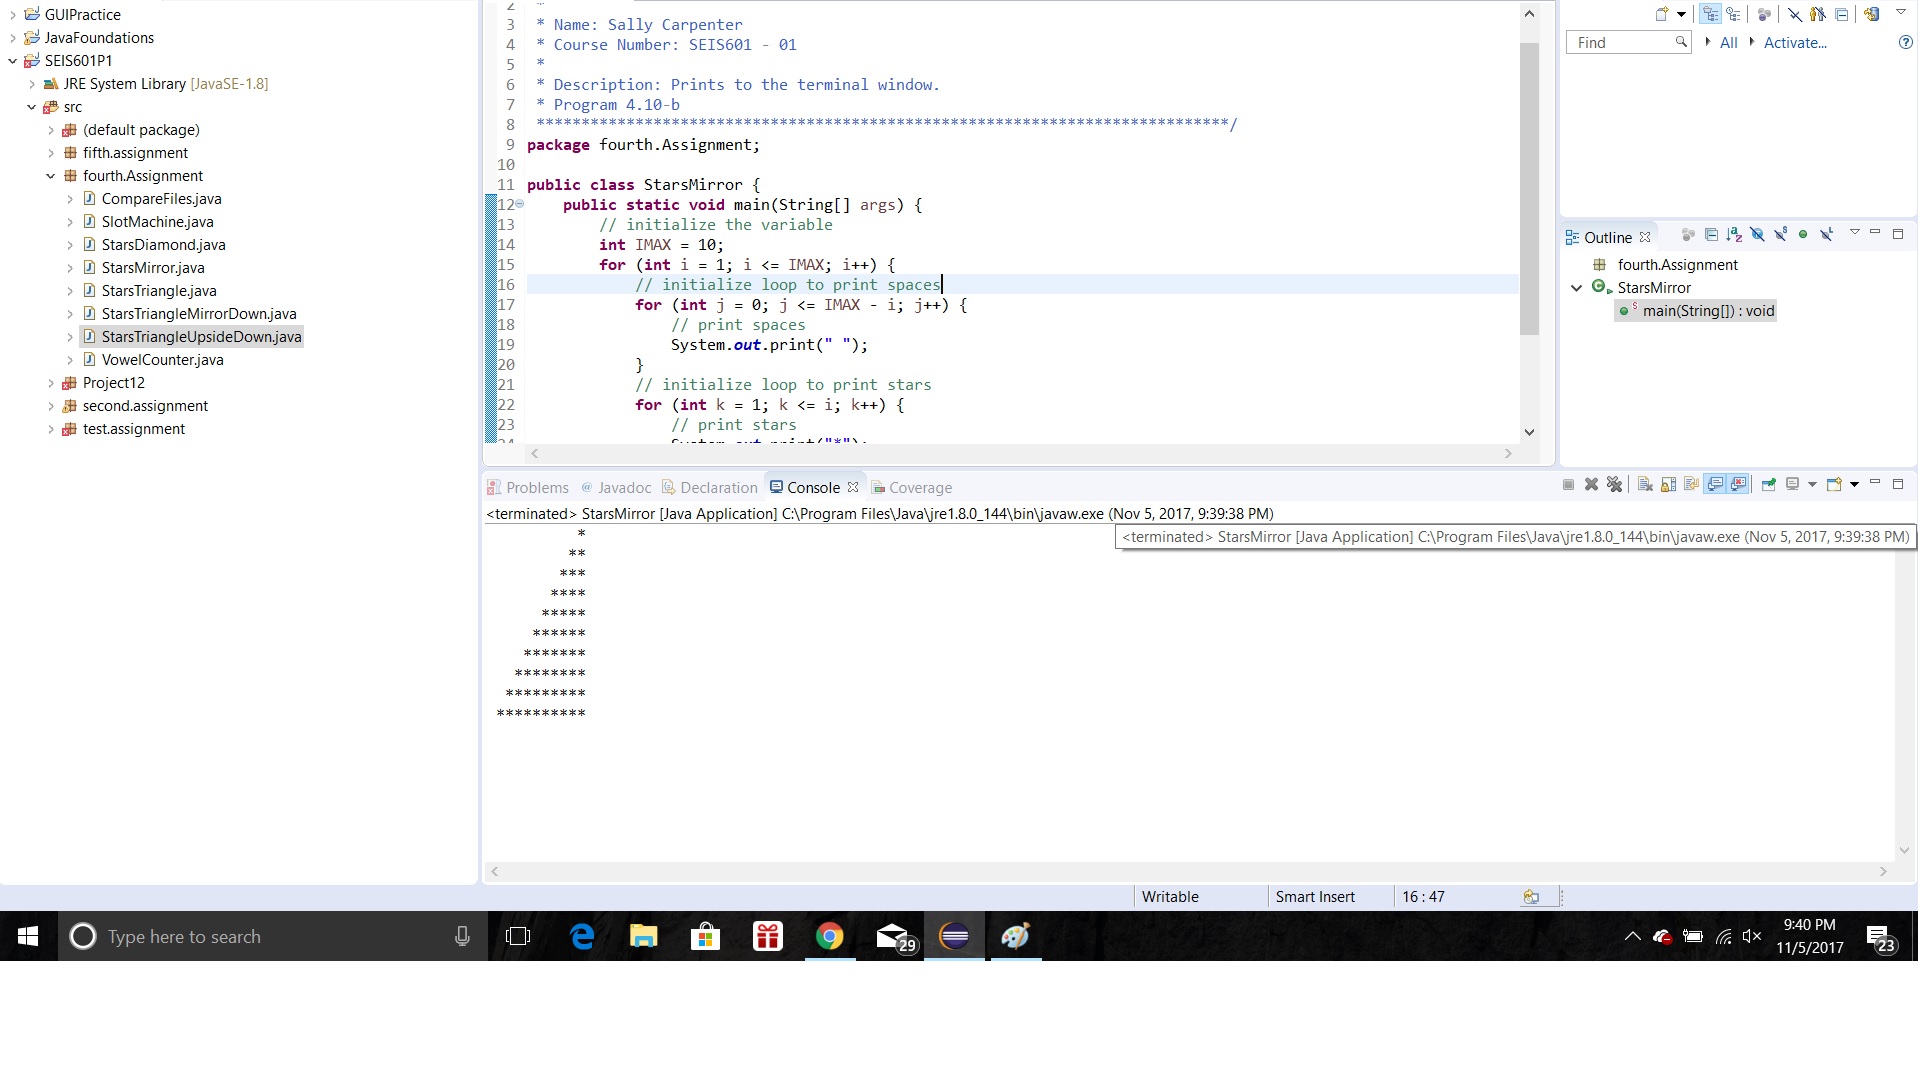 GUIPractice
JavaFoundations
SEIS601P1
JRE System Library [JavaSE-1.8]
src
(default package)
fifth.assignment
fourth.Assignment
CompareFiles.java
SlotMachine.java
StarsDiamond.java
StarsMirror.java
StarsTriangle.java
StarsTriangleMirrorDown.java
StarsTriangleUpsideDown.java
VowelCounter.java
Project12
second.assignment
test.assignment
2 *
3 * Name: Sally Carpenter
4 * Course Number: SEIS601 - 01
5 *
6 * Description: Prints to the terminal window.
7 * Program 4.10-b
8 *****************************************************************************/
9 package fourth.Assignment;
10
11 public class StarsMirror {
12 public static void main(String[] args) {
13 // initialize the variable
14 int IMAX = 10;
15 for (int i = 1; i <= IMAX; i++) {
16 // initialize loop to print spaces
17 for (int j = 0; j <= IMAX - i; j++) {
18 // print spaces
19 System.out.print(" ");
20 }
21 // initialize loop to print stars
22 for (int k = 1; k <= i; k++) {
23 // print stars
24 System.out.print("*");
Find
All
Activate...
Outline
fourth.Assignment
StarsMirror
main(String[]) : void
Problems @ Javadoc Declaration Console Coverage
<terminated> StarsMirror [Java Application] C:\Program Files\Java\jre1.8.0_144\bin\javaw.exe (Nov 5, 2017, 9:39:38 PM)
<terminated> StarsMirror [Java Application] C:\Program Files\Java\jre1.8.0_144\bin\javaw.exe (Nov 5, 2017, 9:39:38 PM)
*
**
***
****
*****
******
*******
********
*********
**********
Writable
Smart Insert
16 : 47
Type here to search
29
9:40 PM
11/5/2017
23